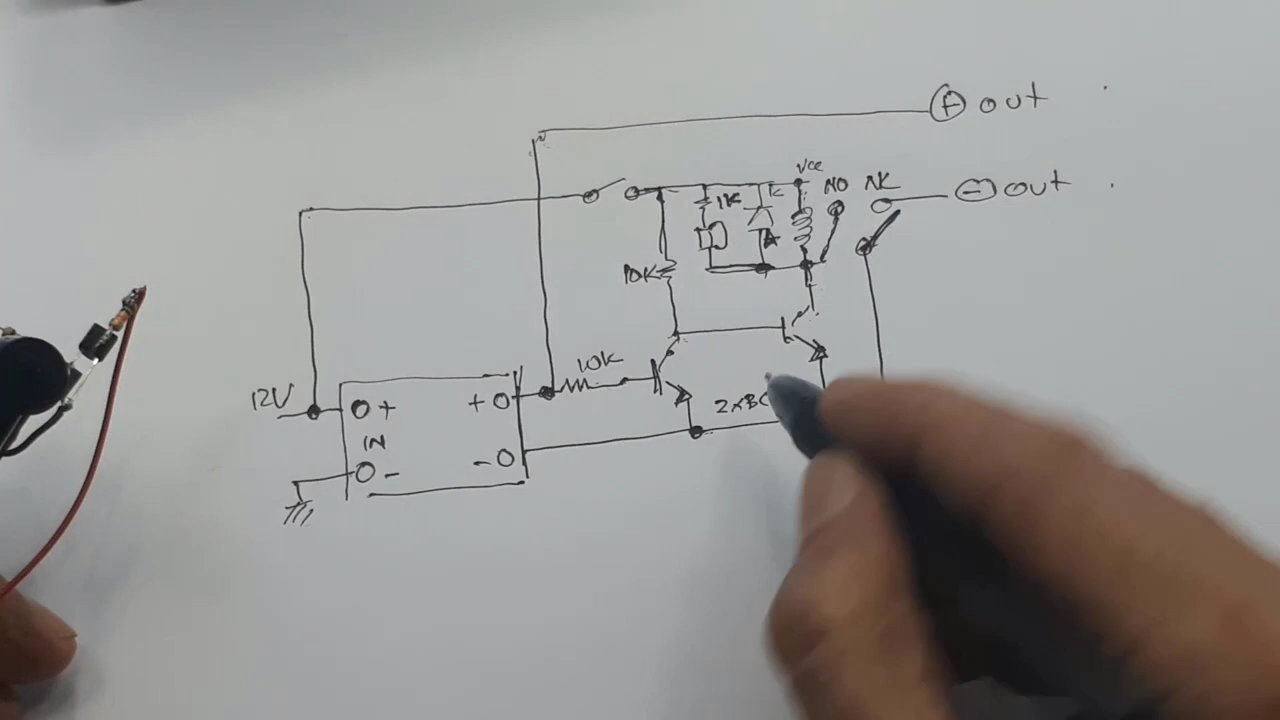 + out
Vcc
NO NC
- out
1K
K
A
10K
10K
12V
+
+
IN
-
-
2xBC